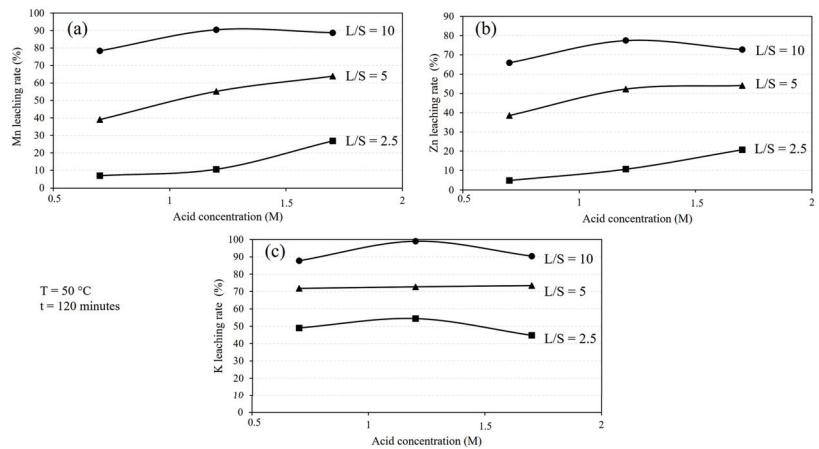 (a)
Mn leaching rate (%)
100
90
80
70
60
50
40
30
20
10
0
0.5
1
1.5
2
Acid concentration (M)
L/S = 10
L/S = 5
L/S = 2.5
(b)
Zn leaching rate (%)
90
80
70
60
50
40
30
20
10
0
0.5
1
1.5
2
Acid concentration (M)
L/S = 10
L/S = 5
L/S = 2.5
T = 50 °C
t = 120 minutes
(c)
K leaching rate (%)
100
90
80
70
60
50
40
30
20
10
0
0.5
1
1.5
2
Acid concentration (M)
L/S = 10
L/S = 5
L/S = 2.5